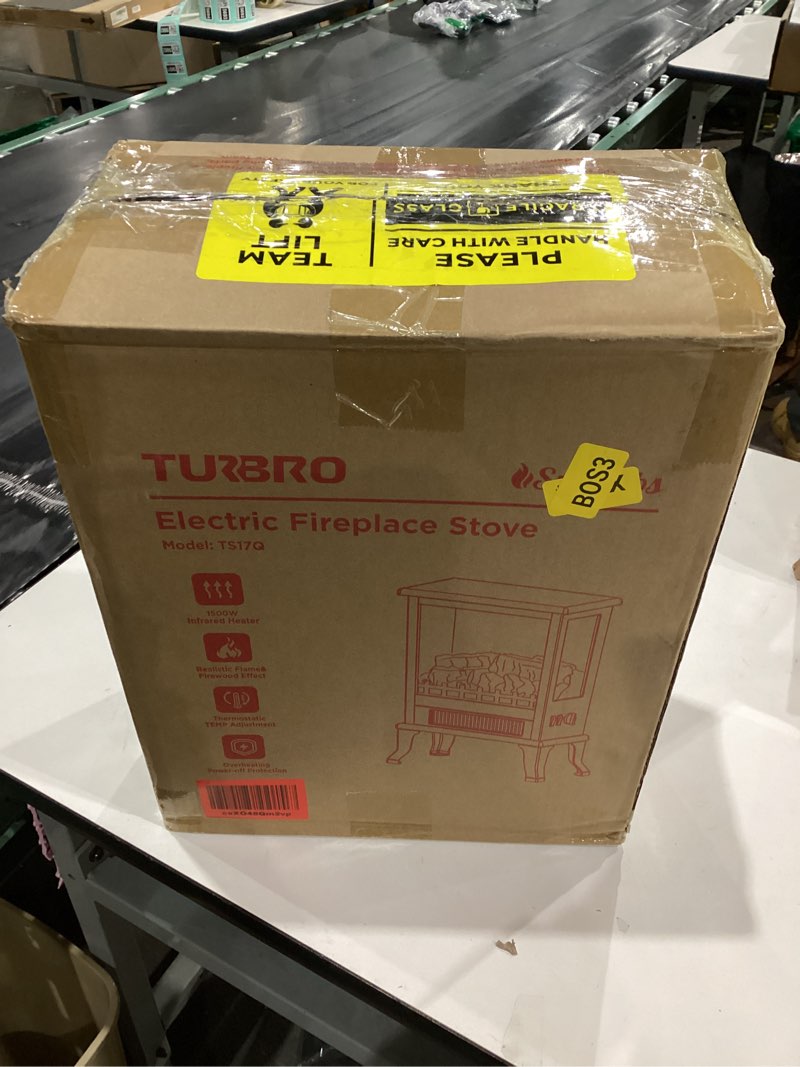 TEAM
LIFT
PLEASE
HANDLE WITH CARE
FRAGILE GLASS
TURBRO
BOS3
T
Electric Fireplace Stove
Model: TS17Q
1500W
Infrared Heater
Realistic Flame&
Firewood Effect
Thermostatic
TEMP Adjustment
Overheating
Power-off Protection